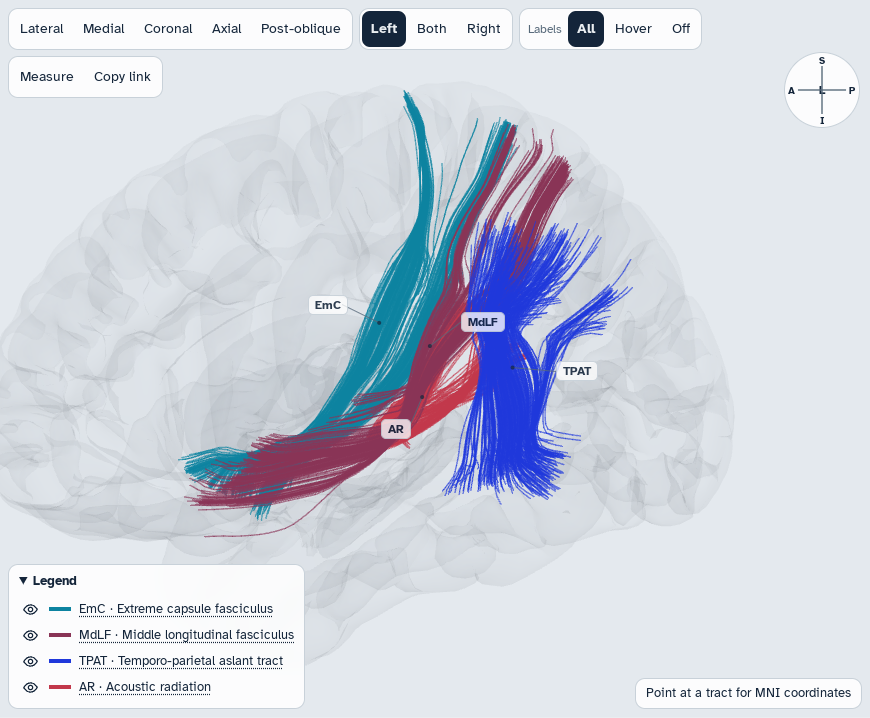 Lateral Medial Coronal Axial Post-oblique Left Both Right Labels All Hover Off
Measure Copy link
S
A L P
I
EmC
MdLF
TPAT
AR
▼ Legend
EmC · Extreme capsule fasciculus
MdLF · Middle longitudinal fasciculus
TPAT · Temporo-parietal aslant tract
AR · Acoustic radiation
Point at a tract for MNI coordinates